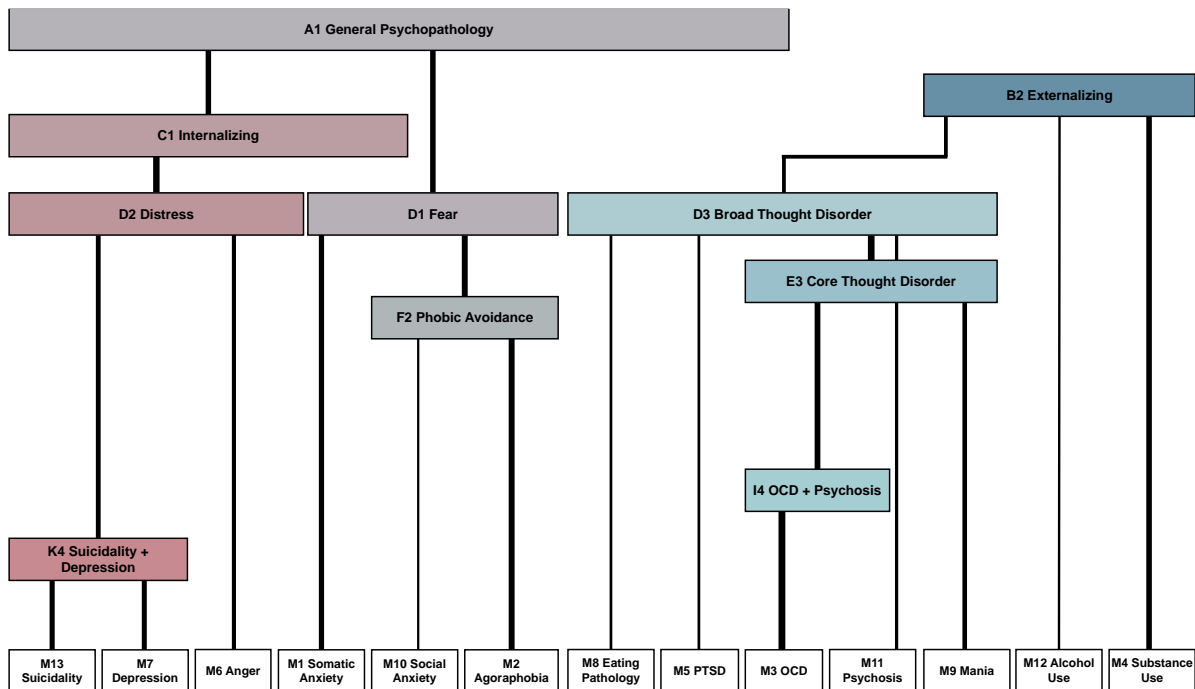 A1 General Psychopathology
B2 Externalizing
C1 Internalizing
D2 Distress
D1 Fear
D3 Broad Thought Disorder
E3 Core Thought Disorder
F2 Phobic Avoidance
I4 OCD + Psychosis
K4 Suicidality +
Depression
M13
Suicidality
M7
Depression
M6 Anger
M1 Somatic
Anxiety
M10 Social
Anxiety
M2
Agoraphobia
M8 Eating
Pathology
M5 PTSD
M3 OCD
M11
Psychosis
M9 Mania
M12 Alcohol
Use
M4 Substance
Use